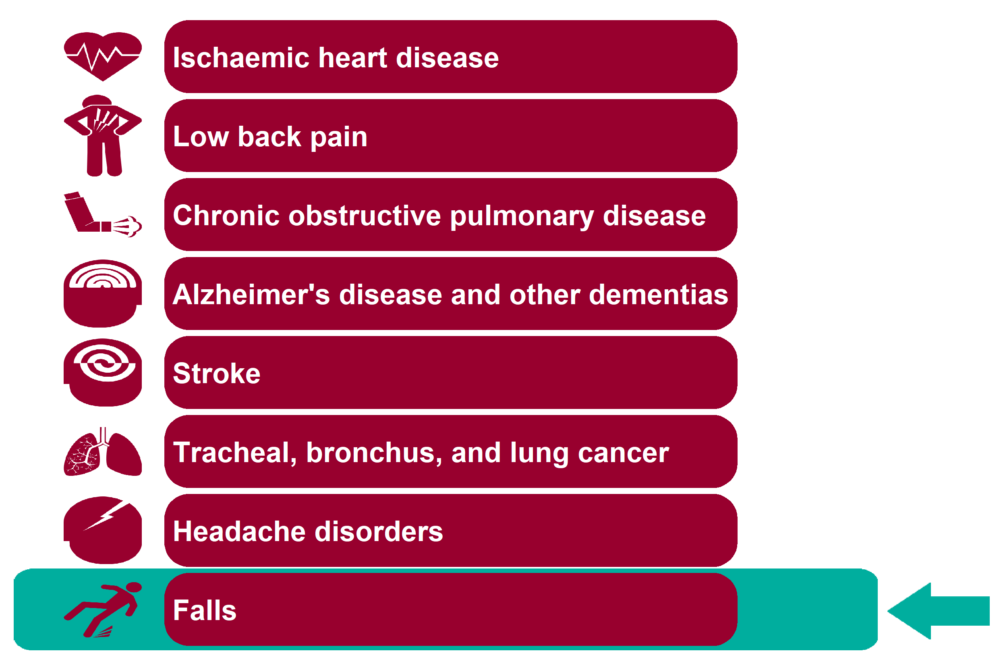 Ischaemic heart disease
Low back pain
Chronic obstructive pulmonary disease
Alzheimer's disease and other dementias
Stroke
Tracheal, bronchus, and lung cancer
Headache disorders
Falls